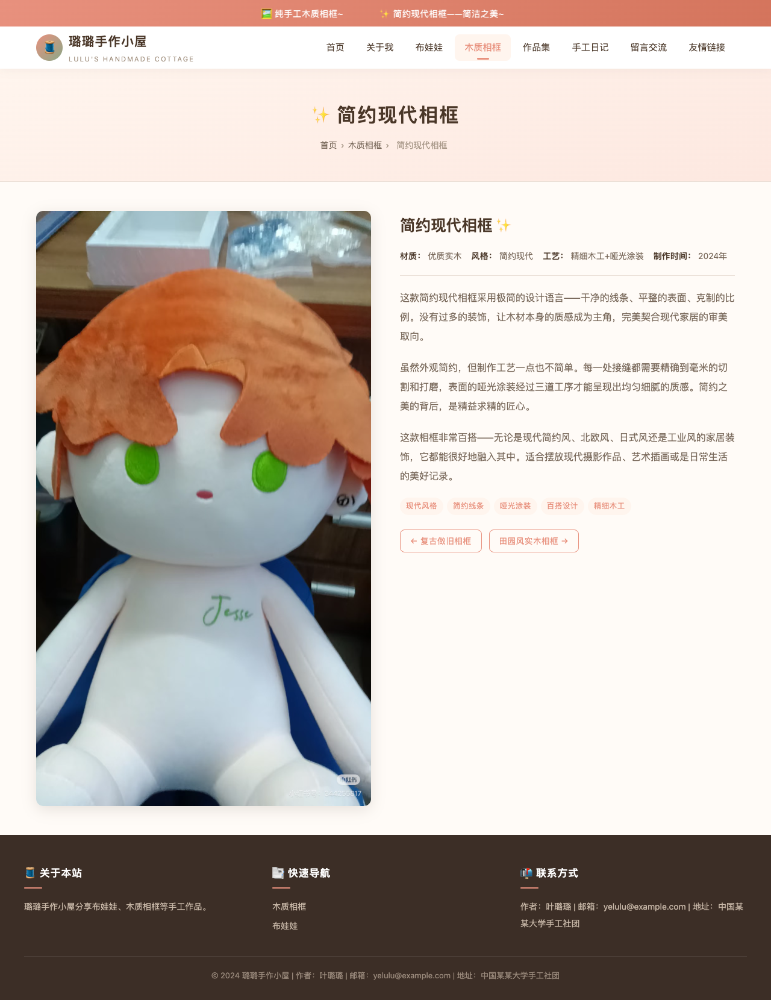 🖼️ 纯手工木质相框~ ✨ 简约现代相框——简洁之美~
璐璐手作小屋
LULU'S HANDMADE COTTAGE
首页 关于我 布娃娃 木质相框 作品集 手工日记 留言交流 友情链接
✨ 简约现代相框
首页 › 木质相框 › 简约现代相框
简约现代相框 ✨
材质： 优质实木 风格： 简约现代 工艺： 精细木工+哑光涂装 制作时间： 2024年
这款简约现代相框采用极简的设计语言——干净的线条、平整的表面、克制的比
例。没有过多的装饰，让木材本身的质感成为主角，完美契合现代家居的审美
取向。
虽然外观简约，但制作工艺一点也不简单。每一处接缝都需要精确到毫米的切
割和打磨，表面的哑光涂装经过三道工序才能呈现出均匀细腻的质感。简约之
美的背后，是精益求精的匠心。
这款相框非常百搭——无论是现代简约风、北欧风、日式风还是工业风的家居装
饰，它都能很好地融入其中。适合摆放现代摄影作品、艺术插画或是日常生活
的美好记录。
现代风格 简约线条 哑光涂装 百搭设计 精细木工
← 复古做旧相框 田园风实木相框 →
Jesse
小红书
🧵 关于本站
璐璐手作小屋分享布娃娃、木质相框等手工作品。
📑 快速导航
木质相框
布娃娃
📬 联系方式
作者：叶璐璐 | 邮箱：yelulu@example.com | 地址：中国某
某大学手工社团
© 2024 璐璐手作小屋 | 作者：叶璐璐 | 邮箱：yelulu@example.com | 地址：中国某某大学手工社团